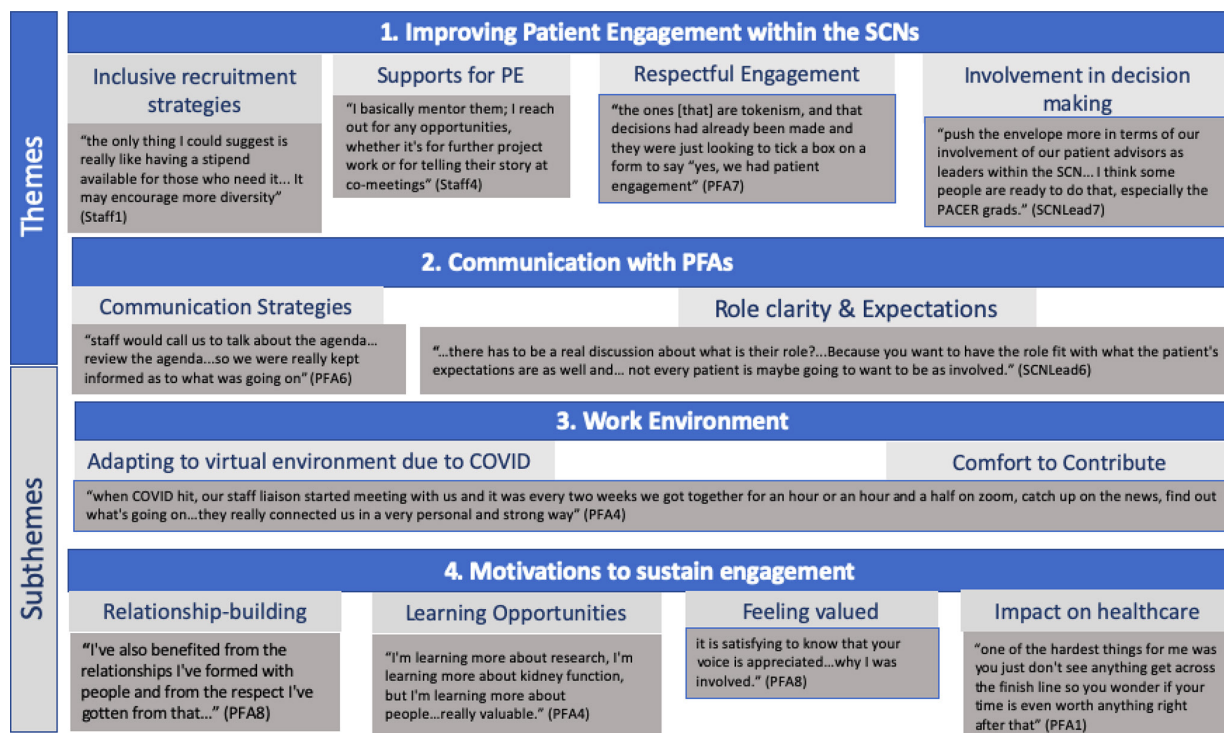 Themes
Subthemes
1. Improving Patient Engagement within the SCNs
Inclusive recruitment
strategies
“the only thing I could suggest is
really like having a stipend
available for those who need it... It
may encourage more diversity”
(Staff1)
Supports for PE
“I basically mentor them; I reach
out for any opportunities,
whether it's for further project
work or for telling their story at
co-meetings” (Staff4)
Respectful Engagement
“the ones [that] are tokenism, and that
decisions had already been made and
they were just looking to tick a box on a
form to say “yes, we had patient
engagement” (PFA7)
Involvement in decision
making
“push the envelope more in terms of our
involvement of our patient advisors as
leaders within the SCN... I think some
people are ready to do that, especially the
PACER grads.” (SCNLead7)
2. Communication with PFAs
Communication Strategies
“staff would call us to talk about the agenda...
review the agenda...so we were really kept
informed as to what was going on” (PFA6)
Role clarity & Expectations
“...there has to be a real discussion about what is their role?...Because you want to have the role fit with what the patient's
expectations are as well and... not every patient is maybe going to want to be as involved.” (SCNLead6)
3. Work Environment
Adapting to virtual environment due to COVID
Comfort to Contribute
“when COVID hit, our staff liaison started meeting with us and it was every two weeks we got together for an hour or an hour and a half on zoom, catch up on the news, find out
what's going on...they really connected us in a very personal and strong way” (PFA4)
4. Motivations to sustain engagement
Relationship-building
“I've also benefited from the
relationships I've formed with
people and from the respect I've
gotten from that...” (PFA8)
Learning Opportunities
“I'm learning more about research, I'm
learning more about kidney function,
but I'm learning more about
people...really valuable.” (PFA4)
Feeling valued
it is satisfying to know that your
voice is appreciated...why I was
involved.” (PFA8)
Impact on healthcare
“one of the hardest things for me was
you just don't see anything get across
the finish line so you wonder if your
time is even worth anything right
after that” (PFA1)